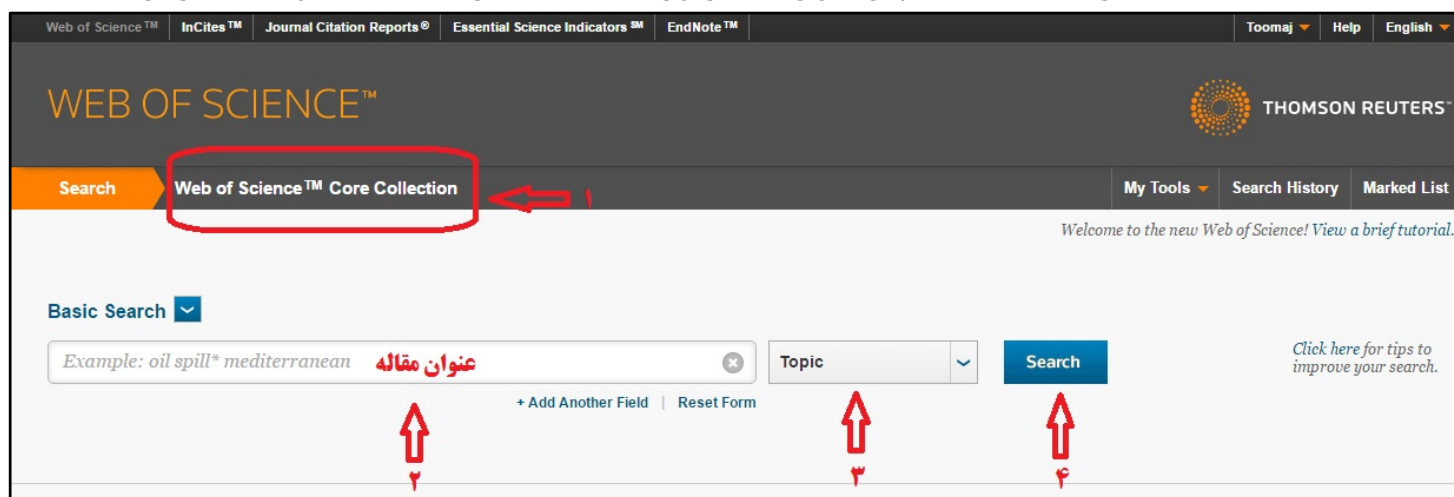 Web of Science™ InCites™ Journal Citation Reports® Essential Science Indicators℠ EndNote™ Toomaj Help English
WEB OF SCIENCE™
THOMSON REUTERS™
Search Web of Science™ Core Collection ۱ My Tools Search History Marked List
Welcome to the new Web of Science! View a brief tutorial.
Basic Search
Example: oil spill* mediterranean عنوان مقاله Topic Search
Click here for tips to
improve your search.
+ Add Another Field | Reset Form
۲ ۳ ۴